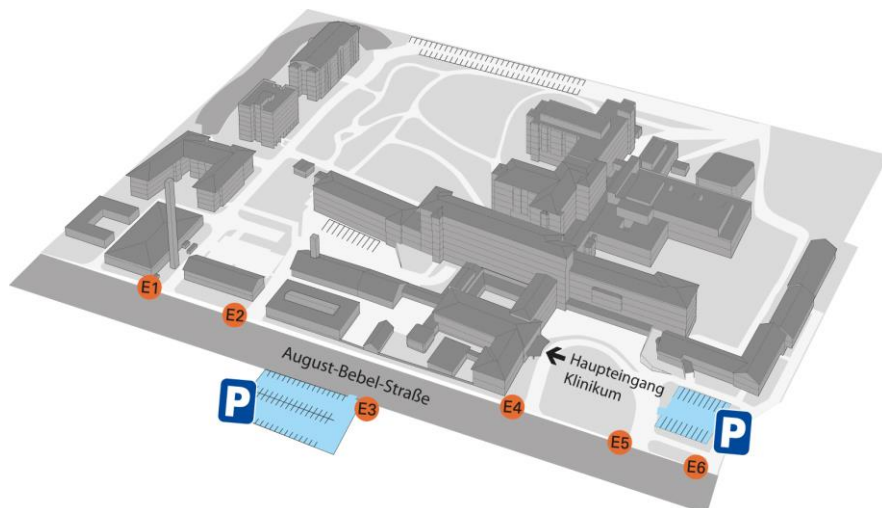 E1
E2
August-Bebel-Straße
Haupteingang
Klinikum
P
E3
E4
P
E5
E6